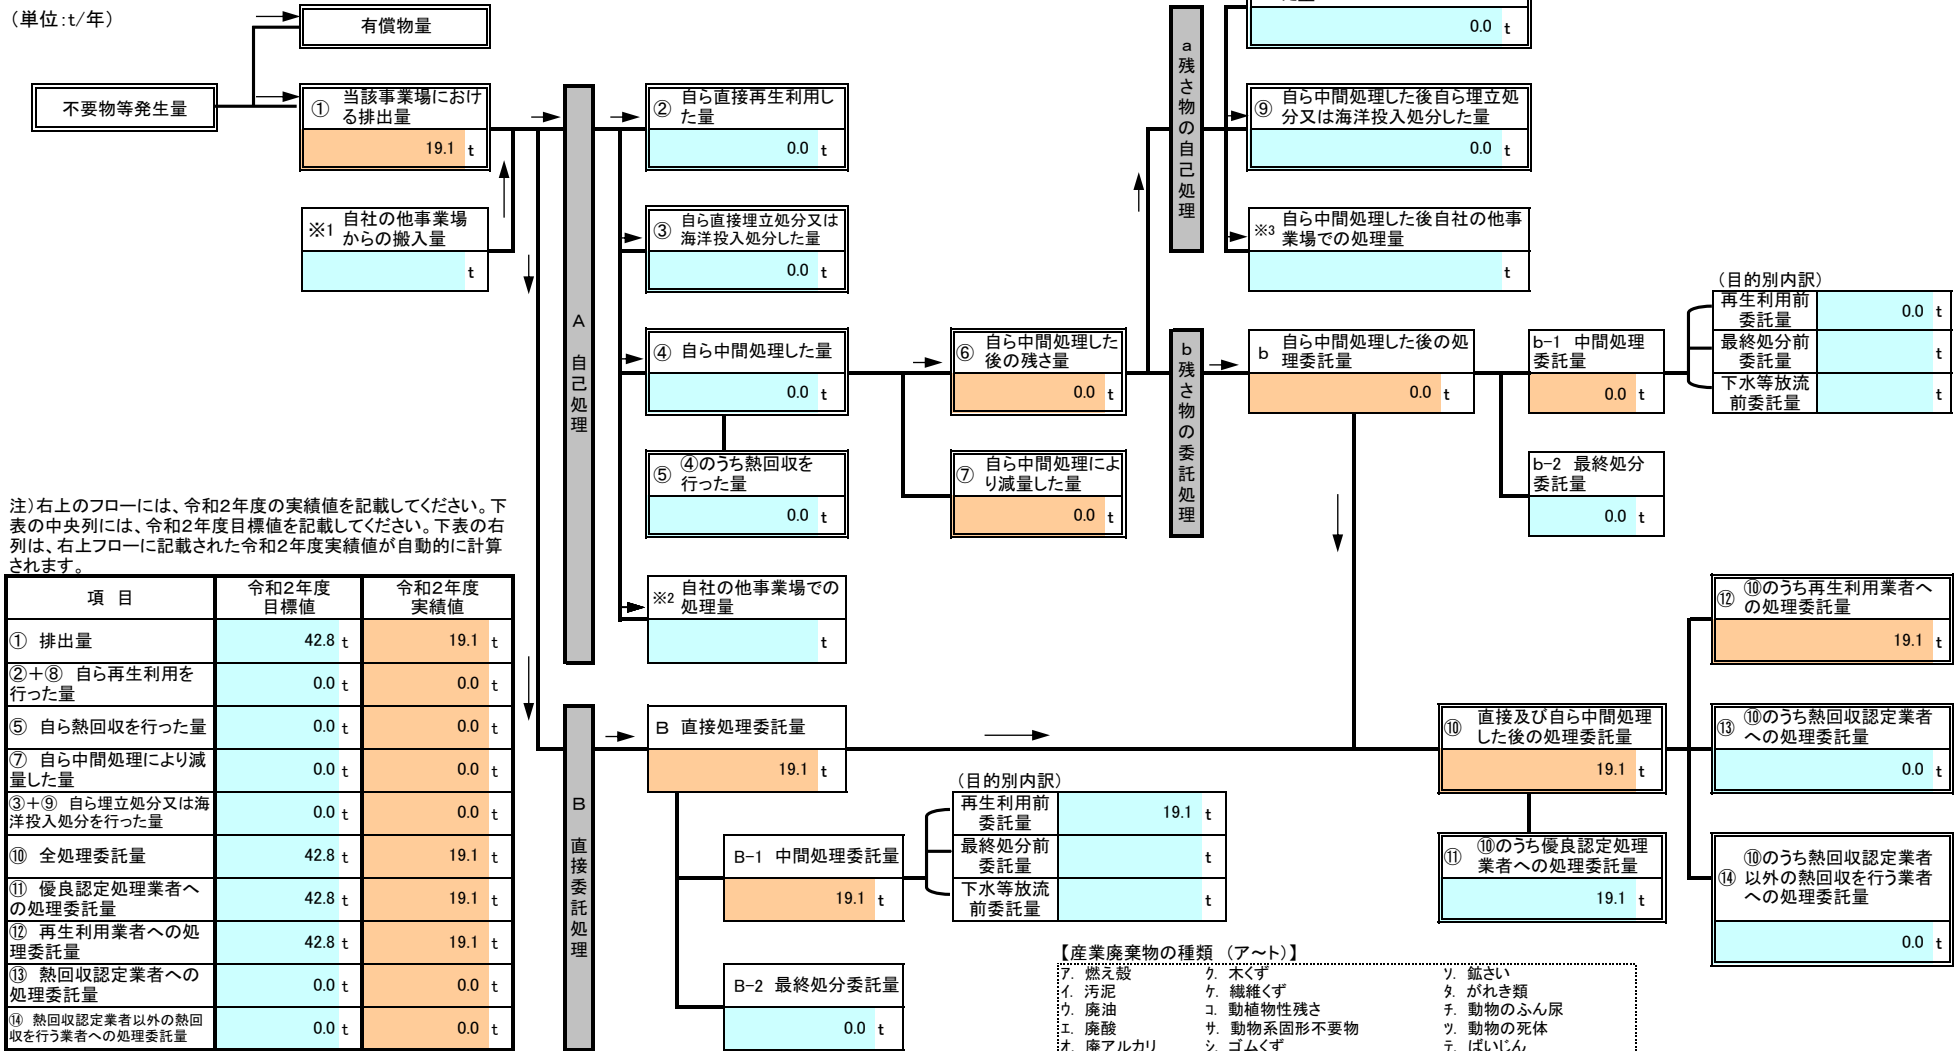 (単位:t/年)
有償物量
不要物等発生量
① 当該事業場におけ
る排出量
19.1 t
※1 自社の他事業場
からの搬入量
t
A 自己処理
② 自ら直接再生利用し
た量
0.0 t
③ 自ら直接埋立処分又は
海洋投入処分した量
0.0 t
④ 自ら中間処理した量
0.0 t
⑤ ④のうち熱回収を
行った量
0.0 t
※2 自社の他事業場での
処理量
t
⑥ 自ら中間処理した
後の残さ量
0.0 t
⑦ 自ら中間処理によ
り減量した量
0.0 t
a 残さ物の自己処理
0.0 t
⑨ 自ら中間処理した後自ら埋立処
分又は海洋投入処分した量
0.0 t
※3 自ら中間処理した後自社の他事
業場での処理量
t
b 残さ物の委託処理
b 自ら中間処理した後の処
理委託量
0.0 t
b-1 中間処理
委託量
0.0 t
b-2 最終処分
委託量
0.0 t
(目的別内訳)
再生利用前
委託量
0.0 t
最終処分前
委託量
t
下水等放流
前委託量
t
注)右上のフローには、令和2年度の実績値を記載してください。下
表の中央列には、令和2年度目標値を記載してください。下表の右
列は、右上フローに記載された令和2年度実績値が自動的に計算
されます。
項 目 令和2年度 令和2年度
目標値 実績値
① 排出量 42.8 t 19.1 t
②+⑧ 自ら再生利用を
行った量 0.0 t 0.0 t
⑤ 自ら熱回収を行った量 0.0 t 0.0 t
⑦ 自ら中間処理により減
量した量 0.0 t 0.0 t
③+⑨ 自ら埋立処分又は海
洋投入処分を行った量 0.0 t 0.0 t
⑩ 全処理委託量 42.8 t 19.1 t
⑪ 優良認定処理業者へ
の処理委託量 42.8 t 19.1 t
⑫ 再生利用業者への処
理委託量 42.8 t 19.1 t
⑬ 熱回収認定業者への
処理委託量 0.0 t 0.0 t
⑭ 熱回収認定業者以外の熱回
収を行う業者への処理委託量 0.0 t 0.0 t
B 直接委託処理
B 直接処理委託量
19.1 t
B-1 中間処理委託量
19.1 t
B-2 最終処分委託量
0.0 t
(目的別内訳)
再生利用前
委託量
19.1 t
最終処分前
委託量
t
下水等放流
前委託量
t
⑩ 直接及び自ら中間処理
した後の処理委託量
19.1 t
⑪ ⑩のうち優良認定処理
業者への処理委託量
19.1 t
⑫ ⑩のうち再生利用業者へ
の処理委託量
19.1 t
⑬ ⑩のうち熱回収認定業者
への処理委託量
0.0 t
⑭ ⑩のうち熱回収認定業者
以外の熱回収を行う業者
への処理委託量
0.0 t
【産業廃棄物の種類 (ア~ト)】
ア. 燃え殻 ク. 木くず ソ. 鉱さい
イ. 汚泥 ケ. 繊維くず タ. がれき類
ウ. 廃油 コ. 動植物性残さ チ. 動物のふん尿
エ. 廃酸 サ. 動物系固形不要物 ツ. 動物の死体
オ. 廃アルカリ シ. ゴムくず テ. ばいじん